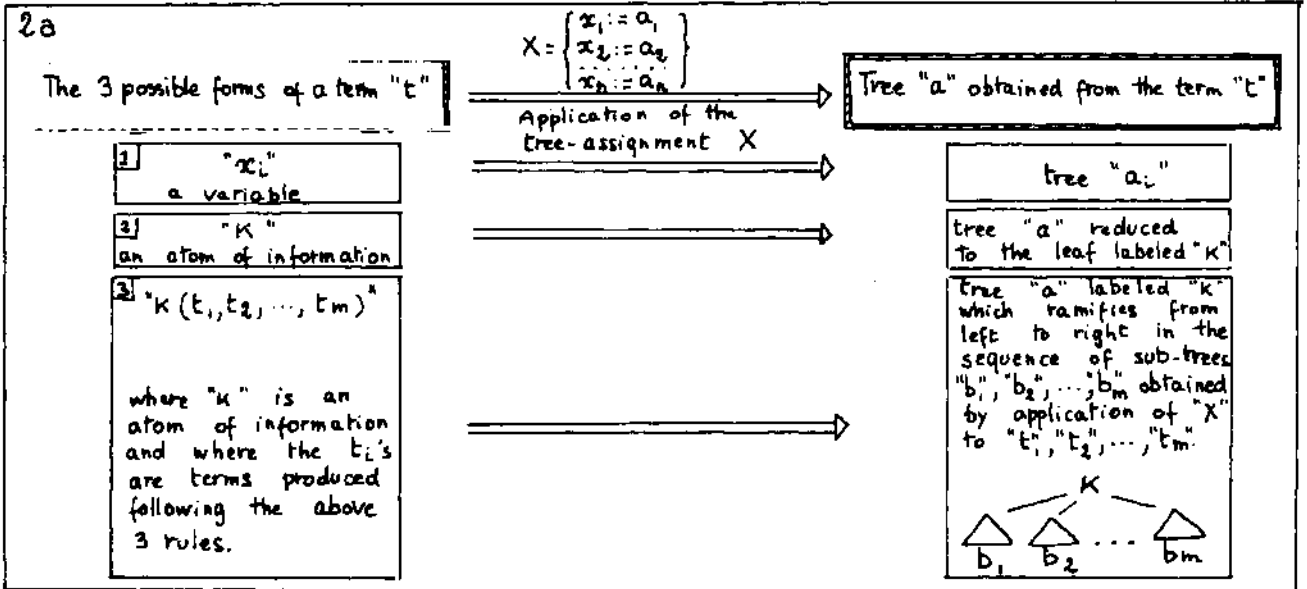 2a
The 3 possible forms of a term "t"
X = { x₁ := a₁
x₂ := a₂
..........
xₙ := aₙ }
Application of the
tree-assignment X
Tree "a" obtained from the term "t"
1 "xᵢ"
a variable
tree "aᵢ"
2 "K"
an atom of information
tree "a" reduced
to the leaf labeled "K"
3 "K(t₁,t₂, ..., tm)"
where "K" is an
atom of information
and where the tᵢ's
are terms produced
following the above
3 rules.
tree "a" labeled "K"
which ramifies from
left to right in the
sequence of sub-trees
"b₁", "b₂", ..., "bm" obtained
by application of "X"
to "t₁", "t₂", ..., "tm".
K
b₁ b₂ .... bm